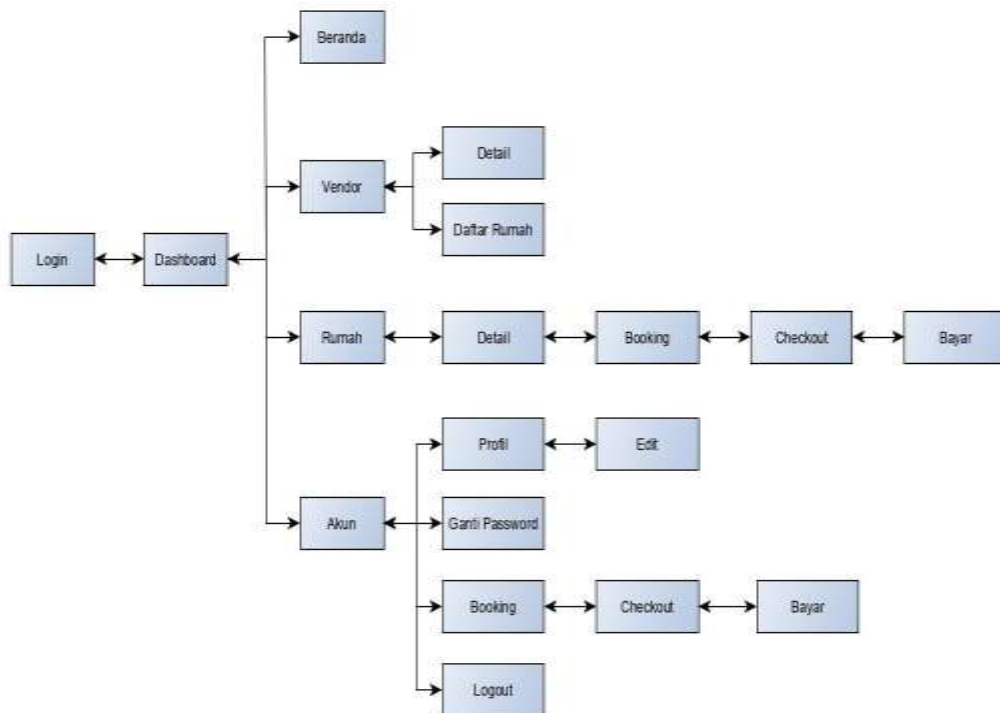 Beranda
Detail
Vendor
Daftar Rumah
Login
Dashboard
Rumah
Detail
Booking
Checkout
Bayar
Profil
Edit
Akun
Ganti Password
Booking
Checkout
Bayar
Logout